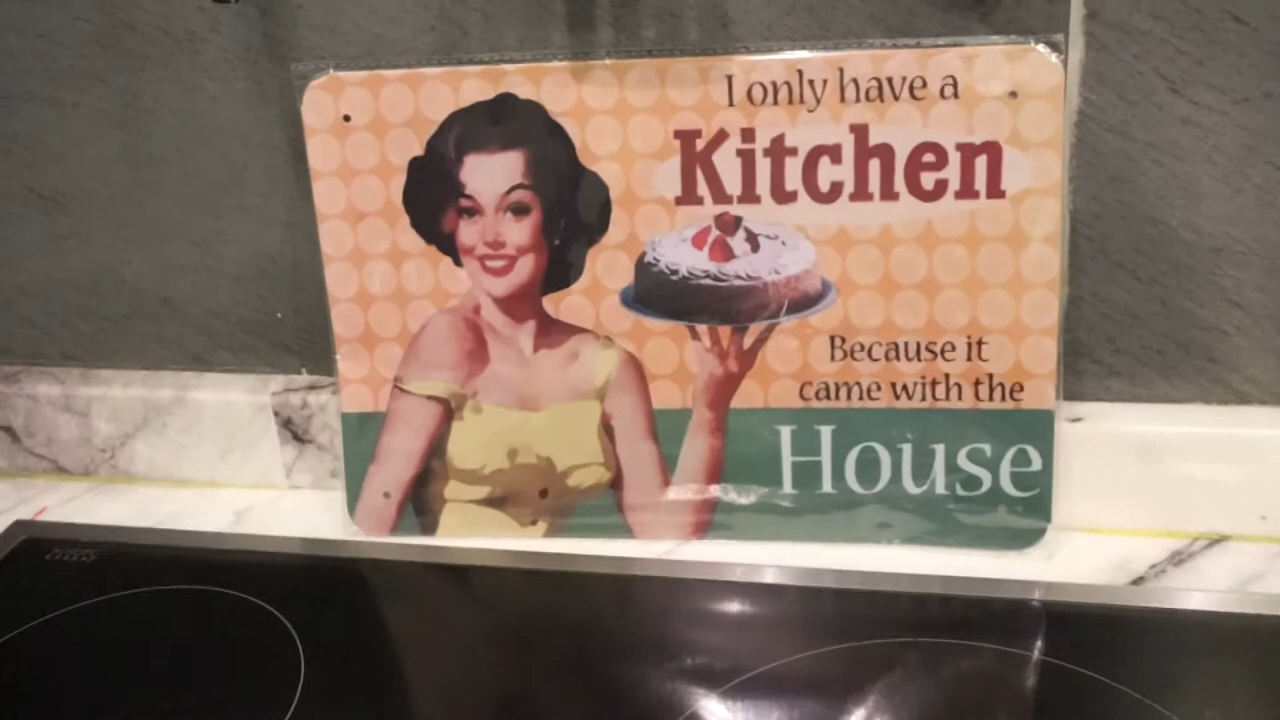 I only have a
Kitchen
Because it
came with the
House